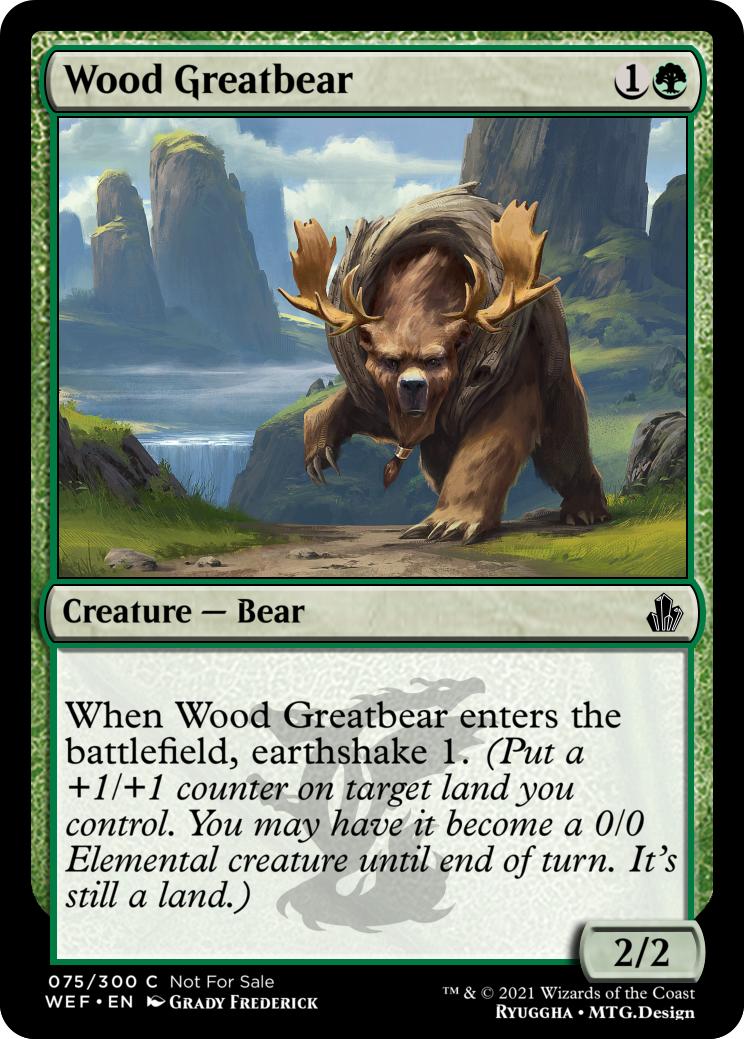 Wood Greatbear 1
Creature — Bear
When Wood Greatbear enters the
battlefield, earthshake 1. (Put a
+1/+1 counter on target land you
control. You may have it become a 0/0
Elemental creature until end of turn. It's
still a land.)
2/2
075/300 C Not For Sale
WEF • EN GRADY FREDERICK
™ & © 2021 Wizards of the Coast
RYUGGHA • MTG.DESIGN